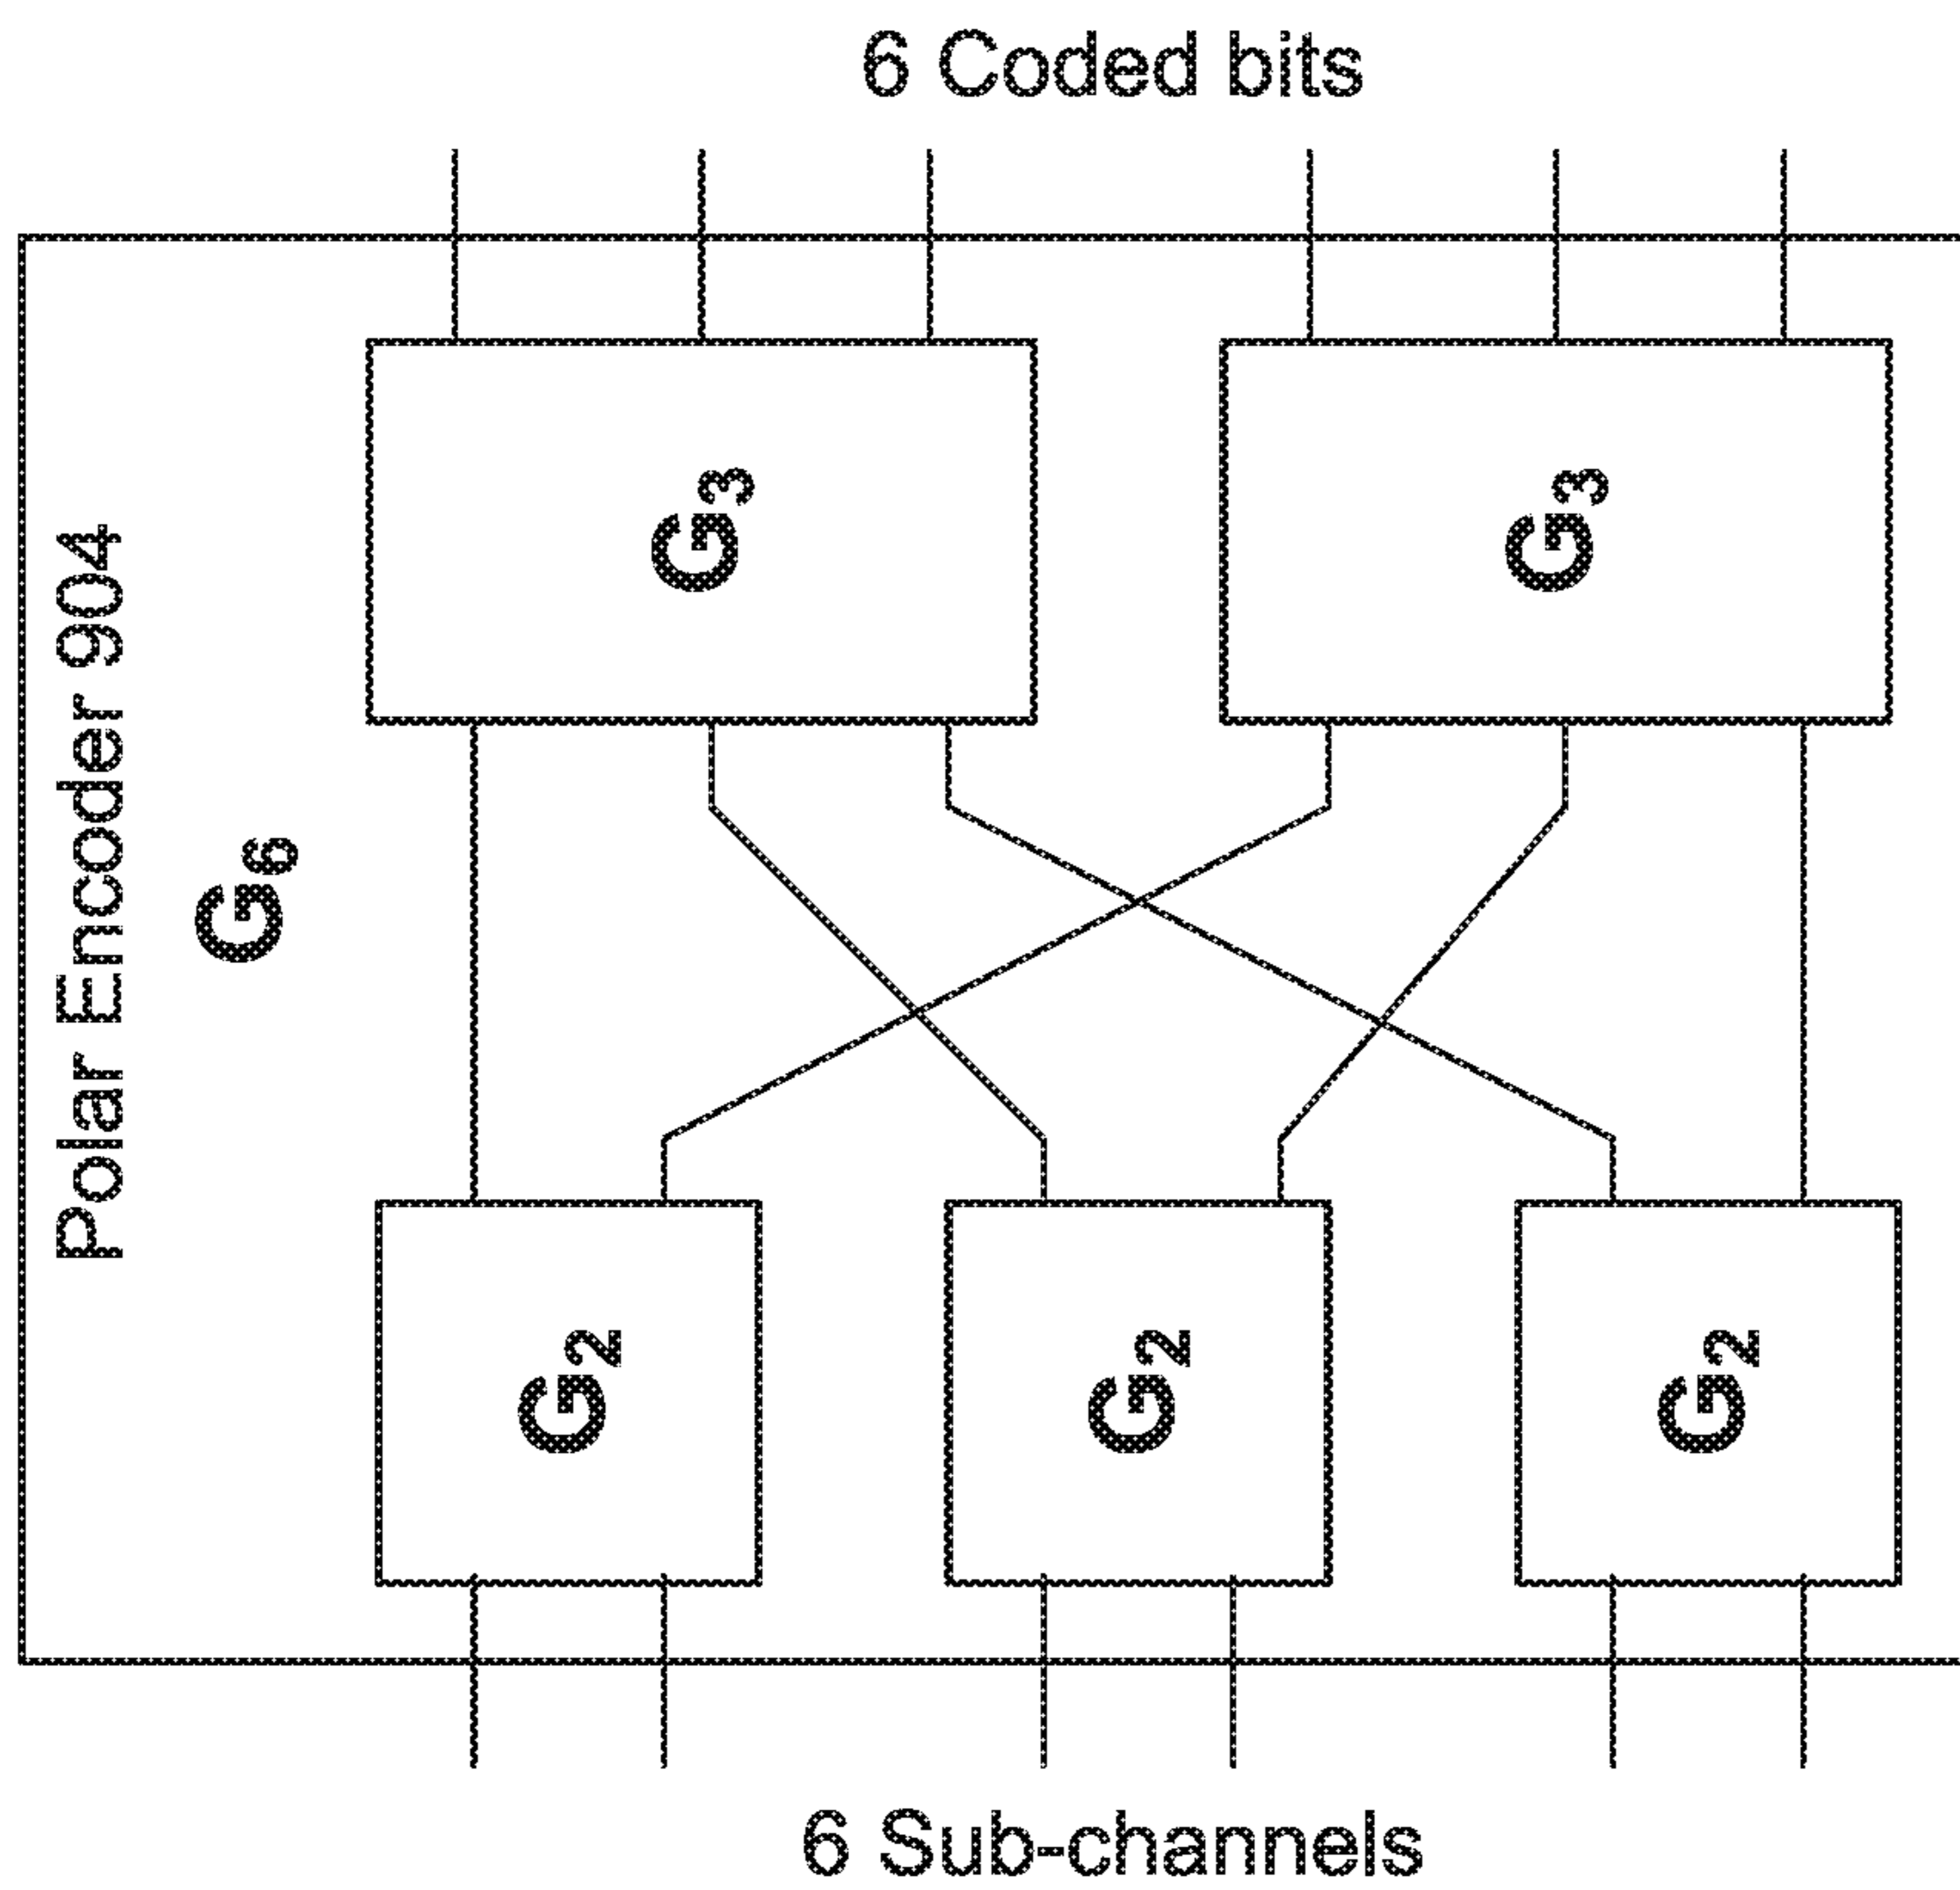 6 Coded bits
Polar Encoder 904
G6
G3
G3
G2
G2
G2
6 Sub-channels